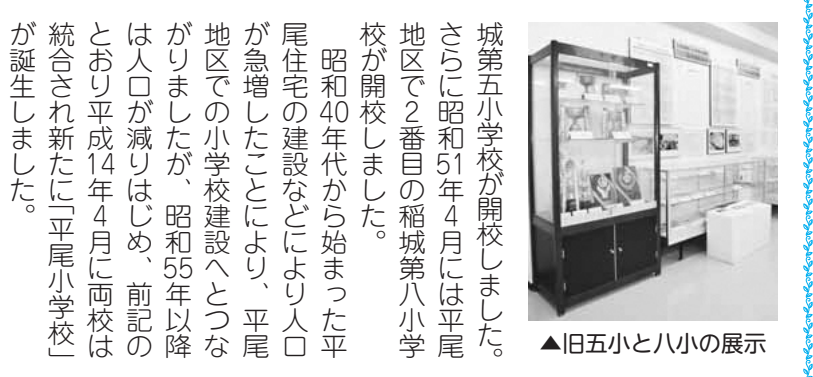 城第五小学校が開校しました。
さらに昭和51年4月には平尾
地区で2番目の稲城第八小学
校が開校しました。
　昭和40年代から始まった平
尾住宅の建設などにより人口
が急増したことにより、平尾
地区での小学校建設へとつな
がりましたが、昭和55年以降
は人口が減りはじめ、前記の
とおり平成14年4月に両校は
統合され新たに「平尾小学校」
が誕生しました。
▲旧五小と八小の展示